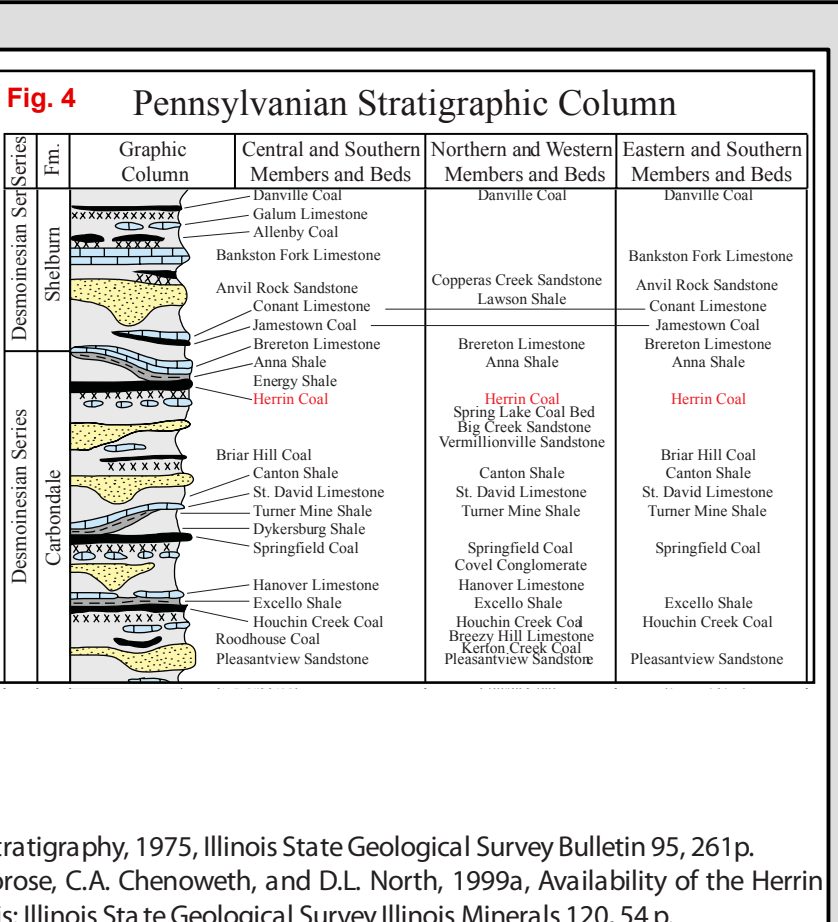 Fig. 4 Pennsylvanian Stratigraphic Column
Series
Fm.
Graphic
Column
Central and Southern
Members and Beds
Northern and Western
Members and Beds
Eastern and Southern
Members and Beds
Desmoinesian Ser
Shelburn
Desmoinesian Series
Carbondale
Danville Coal
Galum Limestone
Allenby Coal
Bankston Fork Limestone
Anvil Rock Sandstone
Conant Limestone
Jamestown Coal
Brereton Limestone
Anna Shale
Energy Shale
Herrin Coal
Briar Hill Coal
Canton Shale
St. David Limestone
Turner Mine Shale
Dykersburg Shale
Springfield Coal
Hanover Limestone
Excello Shale
Houchin Creek Coal
Roodhouse Coal
Pleasantview Sandstone
Danville Coal
Copperas Creek Sandstone
Lawson Shale
Brereton Limestone
Anna Shale
Herrin Coal
Spring Lake Coal Bed
Big Creek Sandstone
Vermillionville Sandstone
Canton Shale
St. David Limestone
Turner Mine Shale
Springfield Coal
Covel Conglomerate
Hanover Limestone
Excello Shale
Houchin Creek Coal
Breezy Hill Limestone
Kerton Creek Coal
Pleasantview Sandstone
Danville Coal
Bankston Fork Limestone
Anvil Rock Sandstone
Conant Limestone
Jamestown Coal
Brereton Limestone
Anna Shale
Herrin Coal
Briar Hill Coal
Canton Shale
St. David Limestone
Turner Mine Shale
Springfield Coal
Excello Shale
Houchin Creek Coal
Pleasantview Sandstone
tratigraphy, 1975, Illinois State Geological Survey Bulletin 95, 261p.
brose, C.A. Chenoweth, and D.L. North, 1999a, Availability of the Herrin
is: Illinois State Geological Survey Illinois Minerals 120, 54 p.